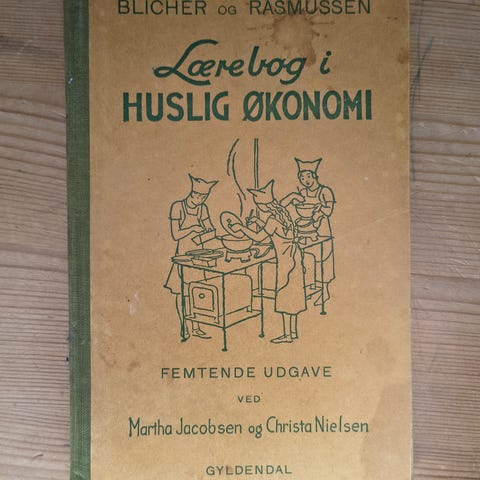 BLICHER OG RASMUSSEN
Lærebog i
HUSLIG ØKONOMI
FEMTENDE UDGAVE
VED
Martha Jacobsen og Christa Nielsen
GYLDENDAL